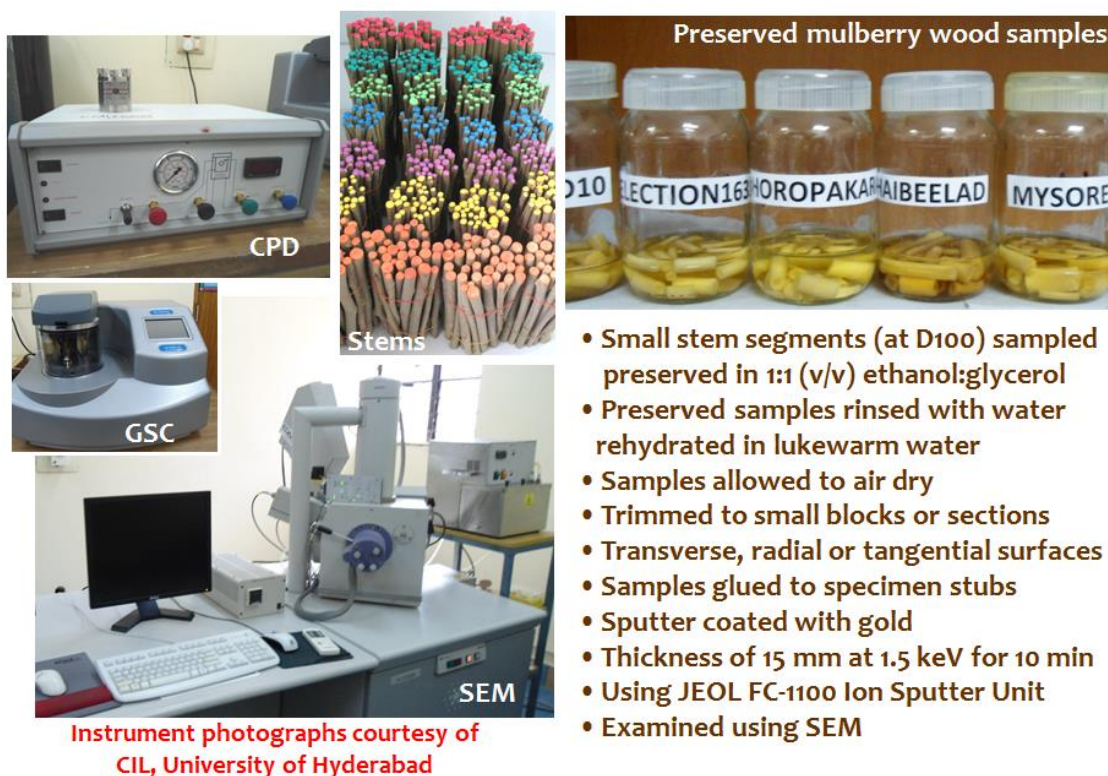 CPD
GSC
Stems
SEM
Instrument photographs courtesy of
CIL, University of Hyderabad
Preserved mulberry wood samples
D10
ELECTION163
HOROPAKAR
HAIBEELAD
MYSORE
• Small stem segments (at D100) sampled
preserved in 1:1 (v/v) ethanol:glycerol
• Preserved samples rinsed with water
rehydrated in lukewarm water
• Samples allowed to air dry
• Trimmed to small blocks or sections
• Transverse, radial or tangential surfaces
• Samples glued to specimen stubs
• Sputter coated with gold
• Thickness of 15 mm at 1.5 keV for 10 min
• Using JEOL FC-1100 Ion Sputter Unit
• Examined using SEM